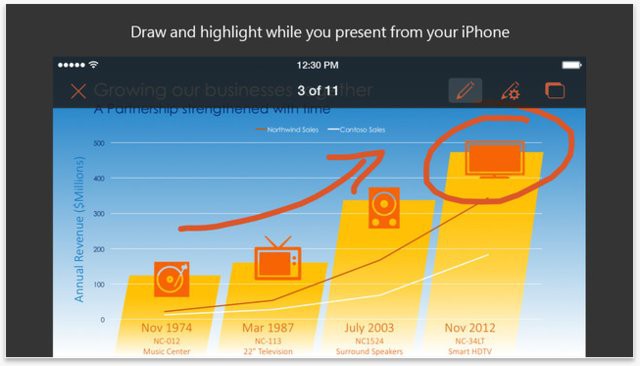 Draw and highlight while you present from your iPhone
12:30 PM
3 of 11
Growing our businesses together
A Partnership strengthened with time
Northwind Sales Contoso Sales
Annual Revenue ($Millions)
500
400
300
200
100
0
Nov 1974 Mar 1987 July 2003 Nov 2012
NC-012 NC-113 NC1524 NC-34LT
Music Center 22" Television Surround Speakers Smart HDTV